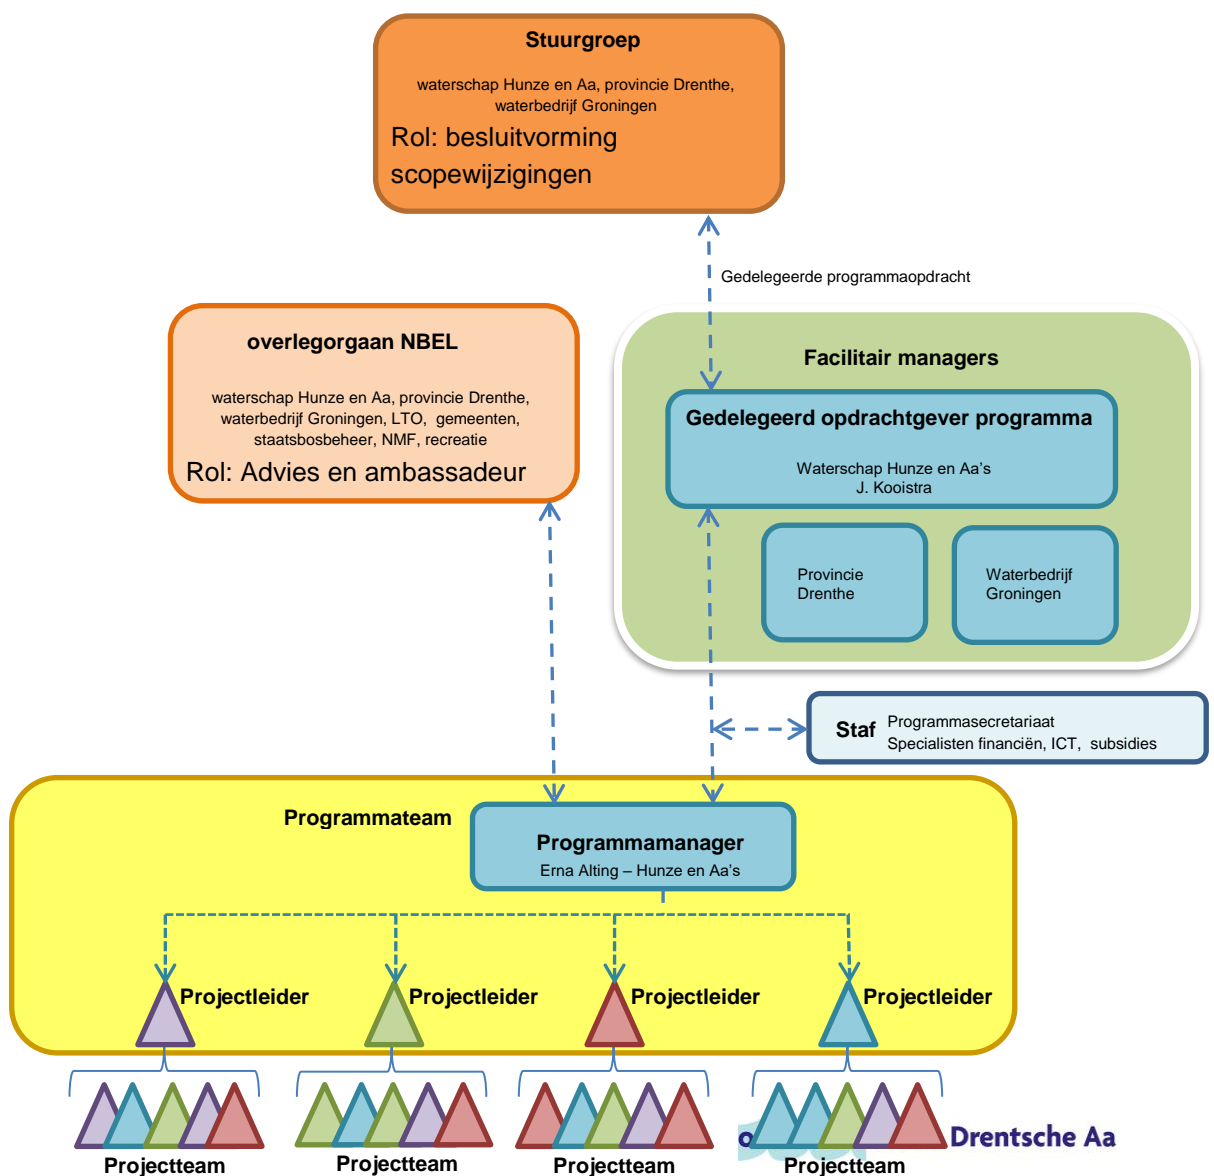 Stuurgroep
waterschap Hunze en Aa, provincie Drenthe,
waterbedrijf Groningen
Rol: besluitvorming
scopewijzigingen
Gedelegeerde programmaopdracht
overlegorgaan NBEL
waterschap Hunze en Aa, provincie Drenthe,
waterbedrijf Groningen, LTO, gemeenten,
staatsbosbeheer, NMF, recreatie
Rol: Advies en ambassadeur
Facilitair managers
Gedelegeerd opdrachtgever programma
Waterschap Hunze en Aa's
J. Kooistra
Provincie
Drenthe
Waterbedrijf
Groningen
Staf
Programmasecretariaat
Specialisten financiën, ICT, subsidies
Programmateam
Programmamanager
Erna Alting – Hunze en Aa's
Projectleider
Projectleider
Projectleider
Projectleider
Drentsche Aa
Projectteam
Projectteam
Projectteam
Projectteam